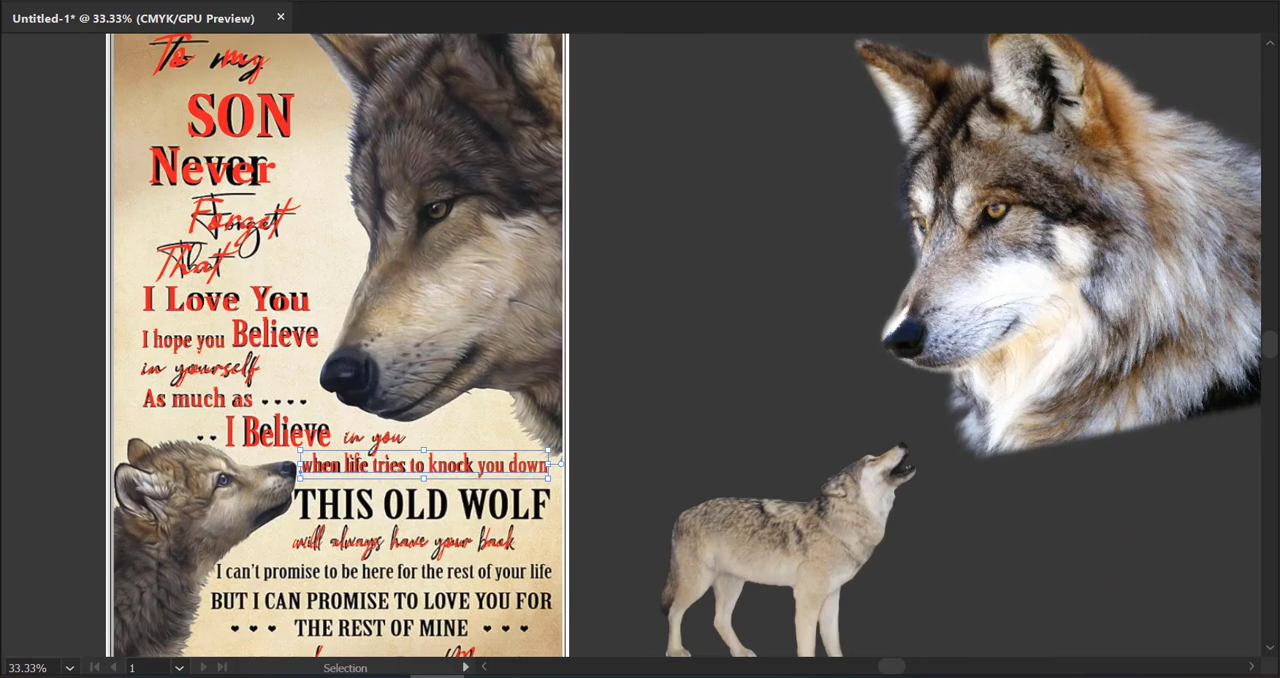 Untitled-1* @ 33.33% (CMYK/GPU Preview) ×
To my
SON
Never
Forget
That
I Love You
I hope you Believe
in yourself
As much as
I Believe in you
when life tries to knock you down
THIS OLD WOLF
will always have your back
I can't promise to be here for the rest of your life
BUT I CAN PROMISE TO LOVE YOU FOR
THE REST OF MINE
33.33% 1 Selection